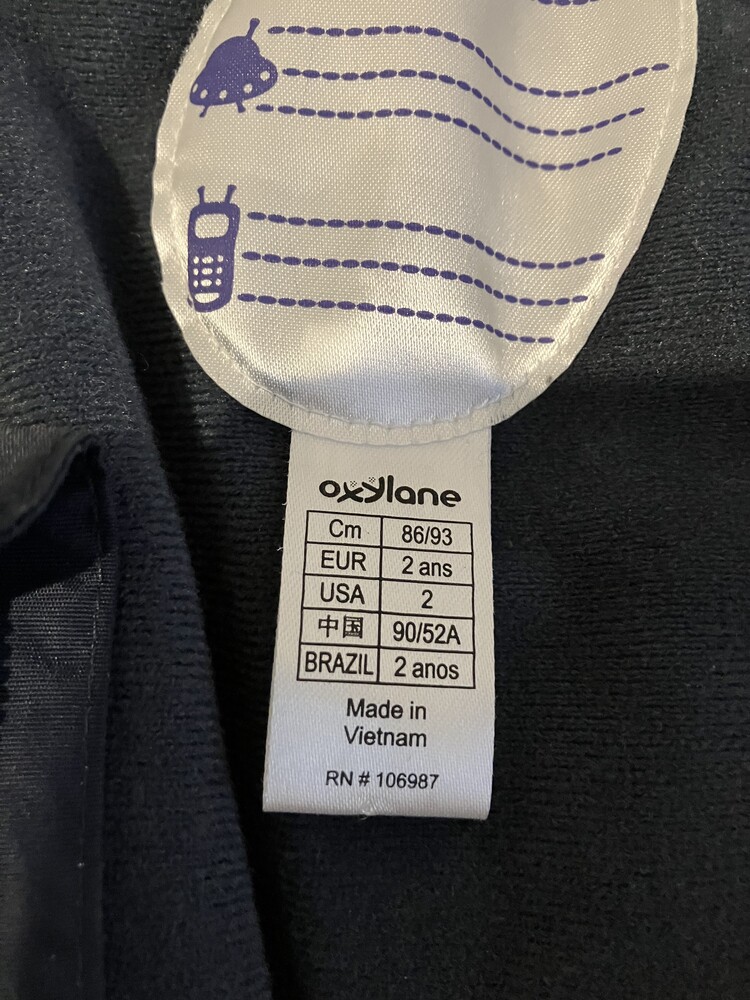 oxylane
Cm 86/93
EUR 2 ans
USA 2
中国 90/52A
BRAZIL 2 anos
Made in
Vietnam
RN # 106987